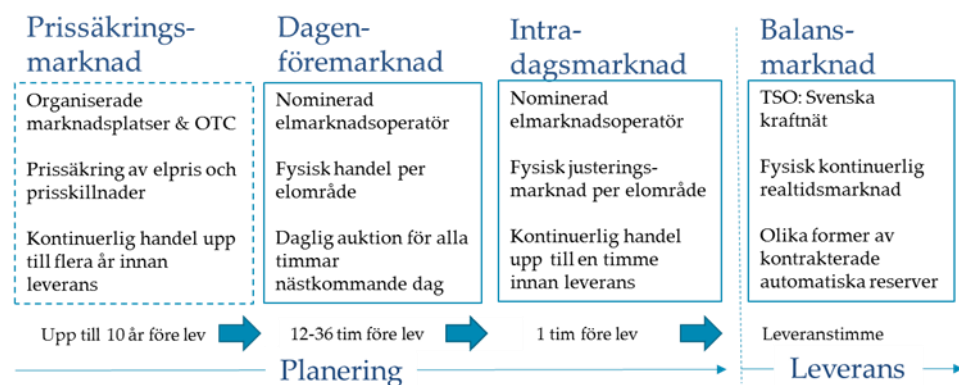 Prissäkrings-
marknad
Organiserade
marknadsplatser & OTC
Prissäkring av elpris och
prisskillnader
Kontinuerlig handel upp
till flera år innan
leverans
Upp till 10 år före lev
Dagen-
föremarknad
Nominerad
elmarknadsoperatör
Fysisk handel per
elområde
Daglig auktion för alla
timmar
nästkommande dag
12-36 tim före lev
Intra-
dagsmarknad
Nominerad
elmarknadsoperatör
Fysisk justerings-
marknad per elområde
Kontinuerlig handel
upp till en timme
innan leverans
1 tim före lev
Balans-
marknad
TSO: Svenska
kraftnät
Fysisk kontinuerlig
realtidsmarknad
Olika former av
kontrakterade
automatiska reserver
Leveranstimme
Planering
Leverans